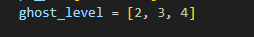 ghost_level = [2, 3, 4]